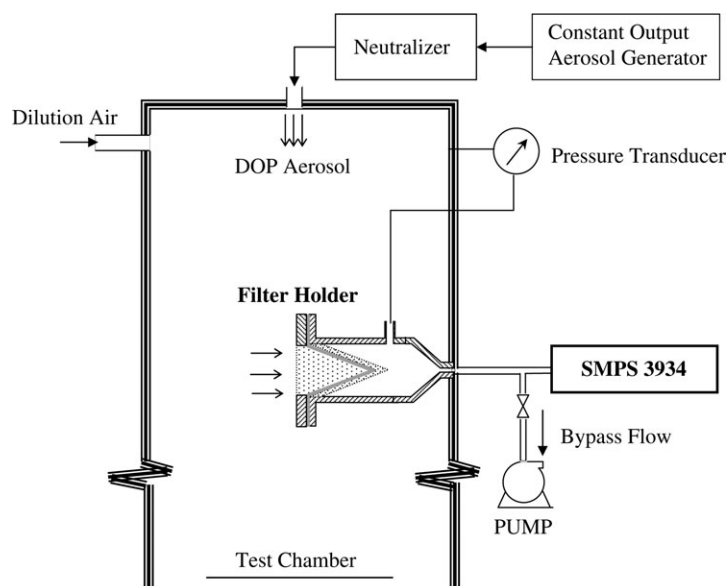 Neutralizer
Constant Output
Aerosol Generator
Dilution Air
DOP Aerosol
Pressure Transducer
Filter Holder
SMPS 3934
Bypass Flow
PUMP
Test Chamber